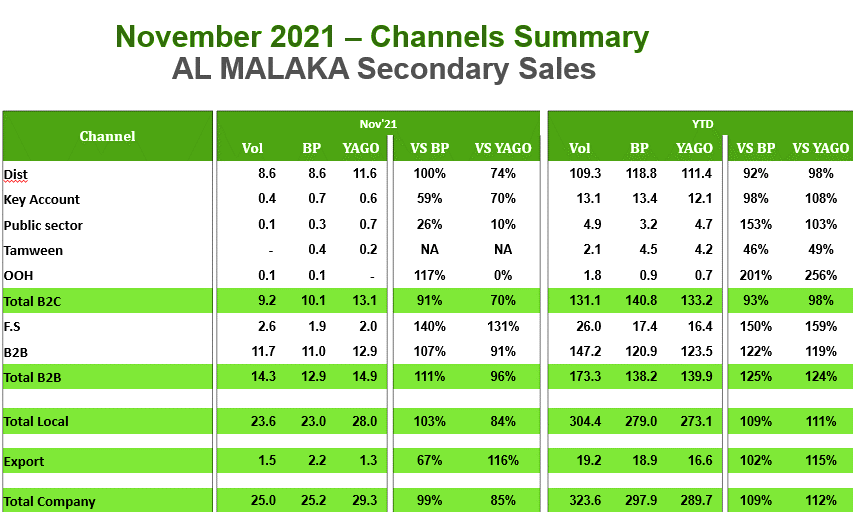 November 2021 – Channels Summary
AL MALAKA Secondary Sales
Channel Nov'21 YTD
Vol BP YAGO VS BP VS YAGO Vol BP YAGO VS BP VS YAGO
Dist 8.6 8.6 11.6 100% 74% 109.3 118.8 111.4 92% 98%
Key Account 0.4 0.7 0.6 59% 70% 13.1 13.4 12.1 98% 108%
Public sector 0.1 0.3 0.7 26% 10% 4.9 3.2 4.7 153% 103%
Tamween - 0.4 0.2 NA NA 2.1 4.5 4.2 46% 49%
OOH 0.1 0.1 - 117% 0% 1.8 0.9 0.7 201% 256%
Total B2C 9.2 10.1 13.1 91% 70% 131.1 140.8 133.2 93% 98%
F.S 2.6 1.9 2.0 140% 131% 26.0 17.4 16.4 150% 159%
B2B 11.7 11.0 12.9 107% 91% 147.2 120.9 123.5 122% 119%
Total B2B 14.3 12.9 14.9 111% 96% 173.3 138.2 139.9 125% 124%
Total Local 23.6 23.0 28.0 103% 84% 304.4 279.0 273.1 109% 111%
Export 1.5 2.2 1.3 67% 116% 19.2 18.9 16.6 102% 115%
Total Company 25.0 25.2 29.3 99% 85% 323.6 297.9 289.7 109% 112%